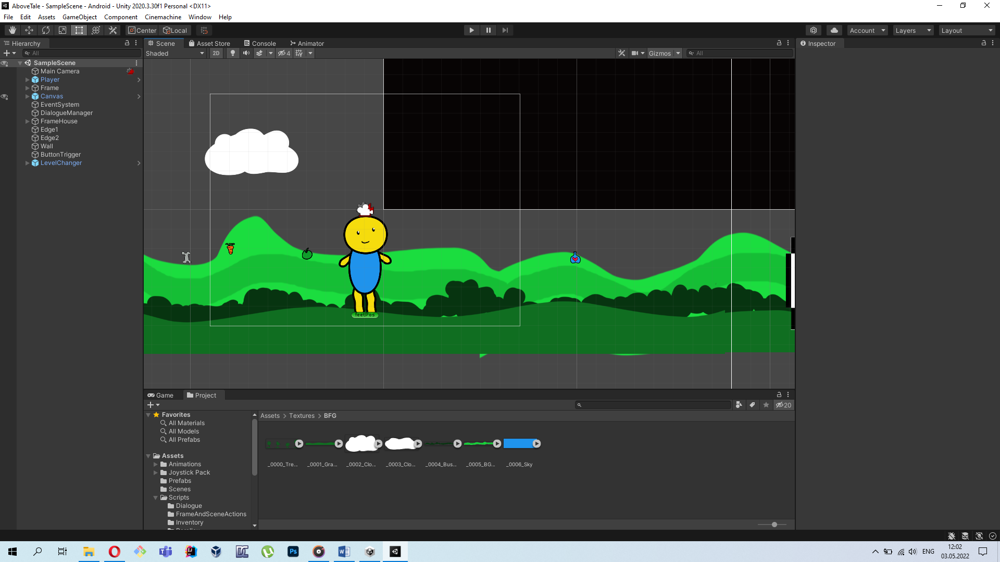 AboveTale - SampleScene - Android - Unity 2020.3.30f1 Personal <DX11>
File Edit Assets GameObject Component Cinemachine Window Help
Center Local Account Layers Layout
Hierarchy
All
SampleScene
Main Camera
Player
Frame
Canvas
EventSystem
DialogueManager
FrameHouse
Edge1
Edge2
Wall
ButtonTrigger
LevelChanger
Scene Asset Store Console Animator
Shaded 2D 4 Gizmos All
feetPos
Inspector
Game Project
20
Favorites
All Materials
All Models
All Prefabs
Assets
Animations
Joystick Pack
Prefabs
Scenes
Scripts
Dialogue
FrameAndSceneActions
Inventory
Assets > Textures > BFG
_0000_Tre... _0001_Gra... _0002_Clo... _0003_Clo... _0004_Bus... _0005_BG... _0006_Sky
ENG
12:02
03.05.2022